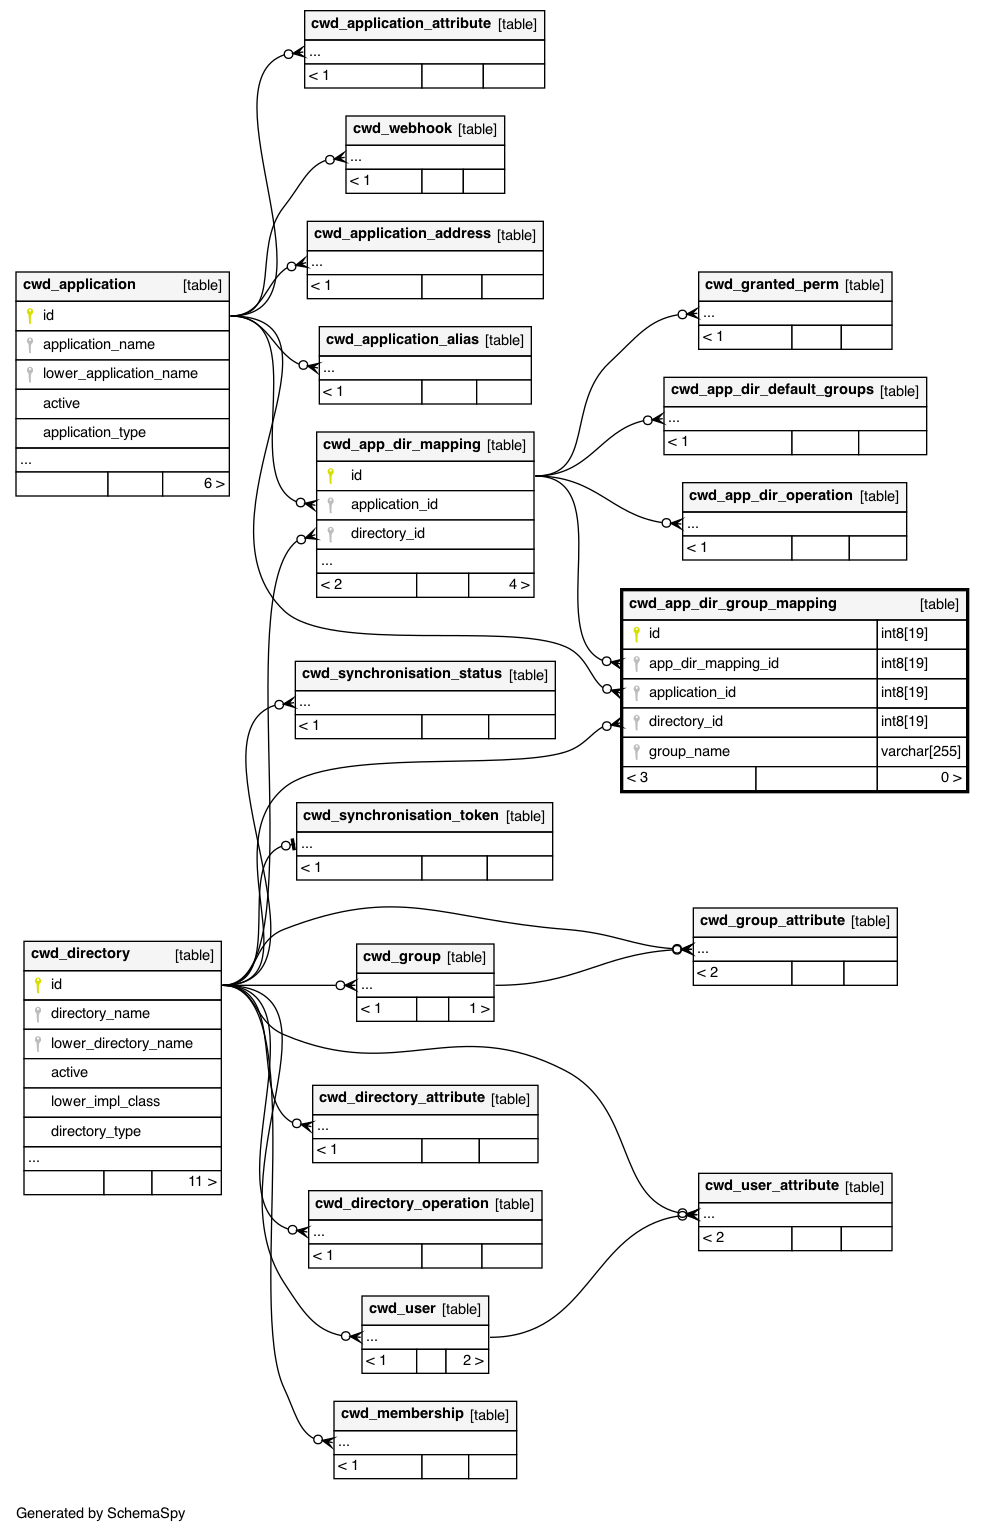 cwd_application_attribute [table]
...
< 1
cwd_webhook [table]
...
< 1
cwd_application_address [table]
...
< 1
cwd_application [table]
id
application_name
lower_application_name
active
application_type
...
6 >
cwd_application_alias [table]
...
< 1
cwd_app_dir_mapping [table]
id
application_id
directory_id
...
< 2 4 >
cwd_granted_perm [table]
...
< 1
cwd_app_dir_default_groups [table]
...
< 1
cwd_app_dir_operation [table]
...
< 1
cwd_app_dir_group_mapping [table]
id int8[19]
app_dir_mapping_id int8[19]
application_id int8[19]
directory_id int8[19]
group_name varchar[255]
< 3 0 >
cwd_synchronisation_status [table]
...
< 1
cwd_synchronisation_token [table]
...
< 1
cwd_group_attribute [table]
...
< 2
cwd_directory [table]
id
directory_name
lower_directory_name
active
lower_impl_class
directory_type
...
11 >
cwd_group [table]
...
< 1 1 >
cwd_directory_attribute [table]
...
< 1
cwd_directory_operation [table]
...
< 1
cwd_user_attribute [table]
...
< 2
cwd_user [table]
...
< 1 2 >
cwd_membership [table]
...
< 1
Generated by SchemaSpy